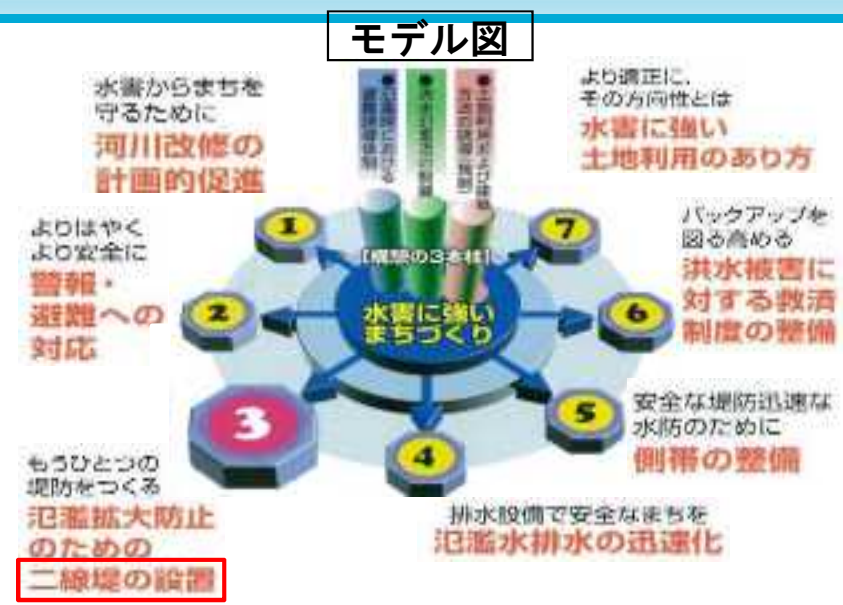 モデル図
水害からまちを
守るために
河川改修の
計画的促進
よりはやく
より安全に
警報・
避難への
対応
もうひとつの
堤防をつくる
氾濫拡大防止
のための
二線堤の設置
排水設備で安全なまちを
氾濫水排水の迅速化
安全な堤防迅速な
水防のために
側帯の整備
バックアップを
図る高める
洪水被害に
対する救済
制度の整備
より適正に、
その方向性とは
水害に強い
土地利用のあり方
[構想の3本柱]
水害に強い
まちづくり
1
2
3
4
5
6
7